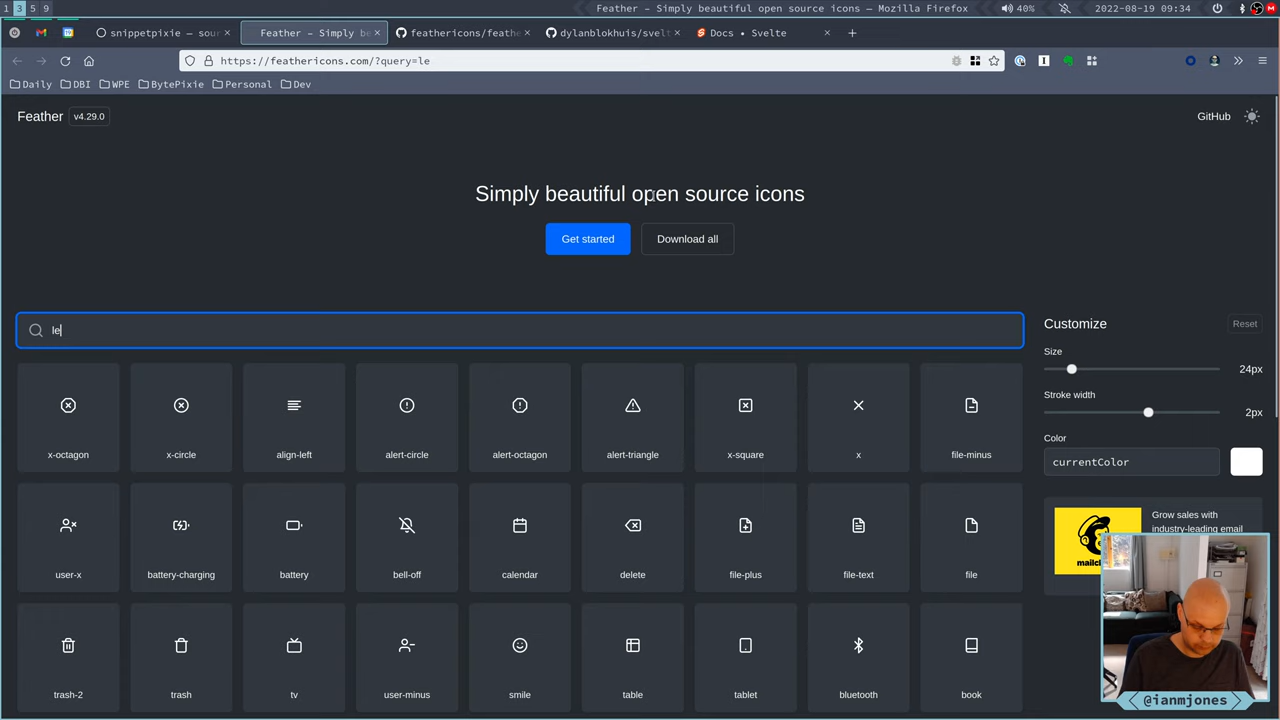 1 3 5 9
Feather – Simply beautiful open source icons — Mozilla Firefox
40%
2022-08-19 09:34
snippetpixie — sour
Feather – Simply be
feathericons/feathe
dylanblokhuis/svelt
Docs • Svelte
https://feathericons.com/?query=le
Daily
DBI
WPE
BytePixie
Personal
Dev
Feather
v4.29.0
GitHub
Simply beautiful open source icons
Get started
Download all
le
Customize
Reset
Size
24px
Stroke width
2px
Color
currentColor
x-octagon
x-circle
align-left
alert-circle
alert-octagon
alert-triangle
x-square
x
file-minus
user-x
battery-charging
battery
bell-off
calendar
delete
file-plus
file-text
file
trash-2
trash
tv
user-minus
smile
table
tablet
bluetooth
book
Grow sales with
industry-leading email
mailch
@ianmjones